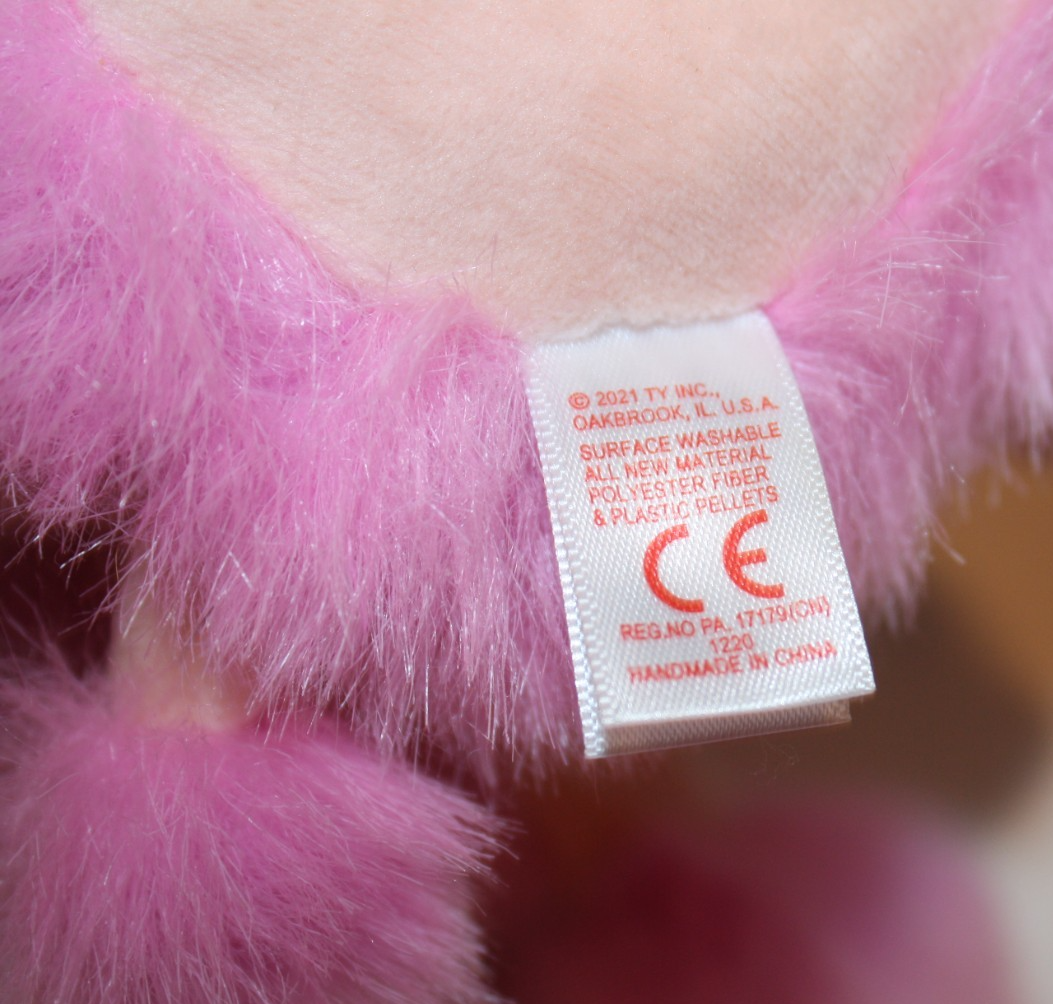 © 2021 TY INC.,
OAKBROOK, IL. U.S.A.
SURFACE WASHABLE
ALL NEW MATERIAL
POLYESTER FIBER
& PLASTIC PELLETS
CE
REG.NO PA. 17179(CN)
1220
HANDMADE IN CHINA